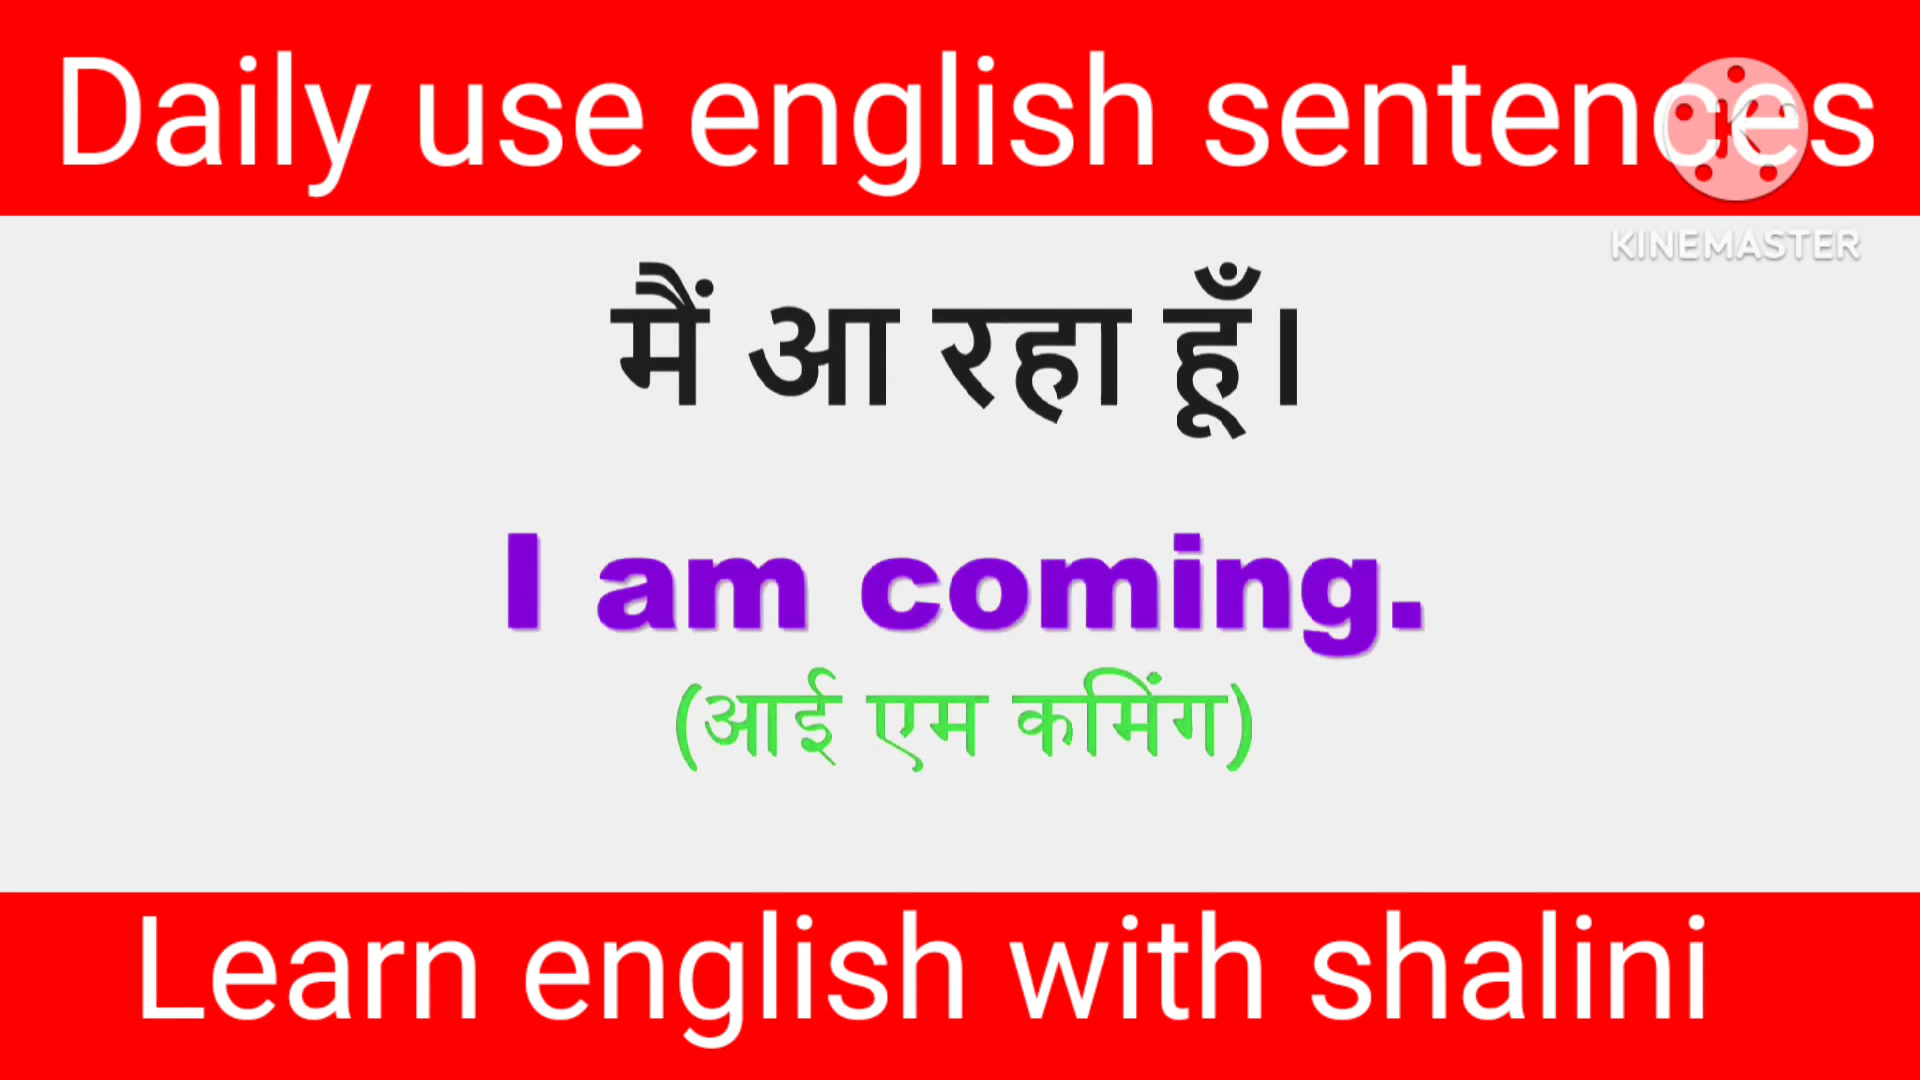 Daily use english sentences
K
KINEMASTER
मैं आ रहा हूँ।
I am coming.
(आई एम कमिंग)
Learn english with shalini